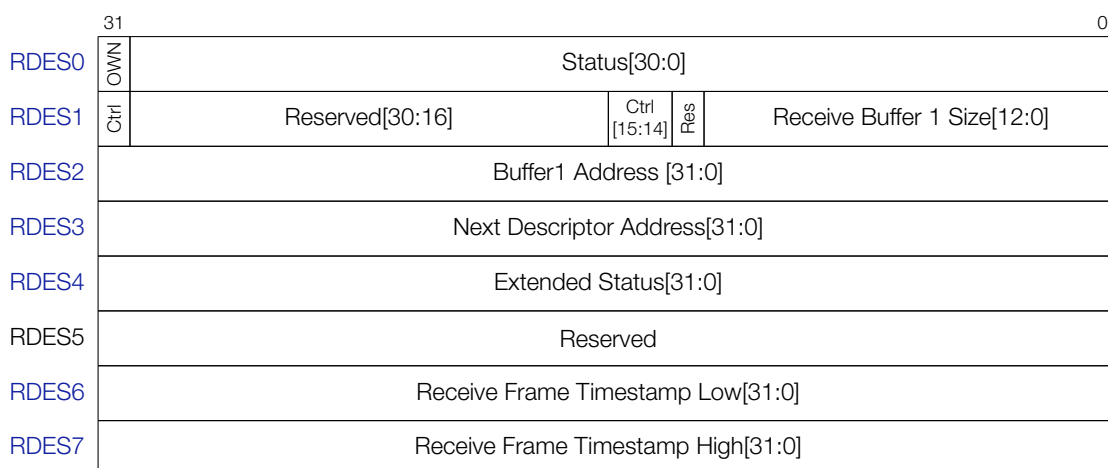 31 0
RDES0 OWN Status[30:0]
RDES1 Ctrl Reserved[30:16] Ctrl [15:14] Res Receive Buffer 1 Size[12:0]
RDES2 Buffer1 Address [31:0]
RDES3 Next Descriptor Address[31:0]
RDES4 Extended Status[31:0]
RDES5 Reserved
RDES6 Receive Frame Timestamp Low[31:0]
RDES7 Receive Frame Timestamp High[31:0]